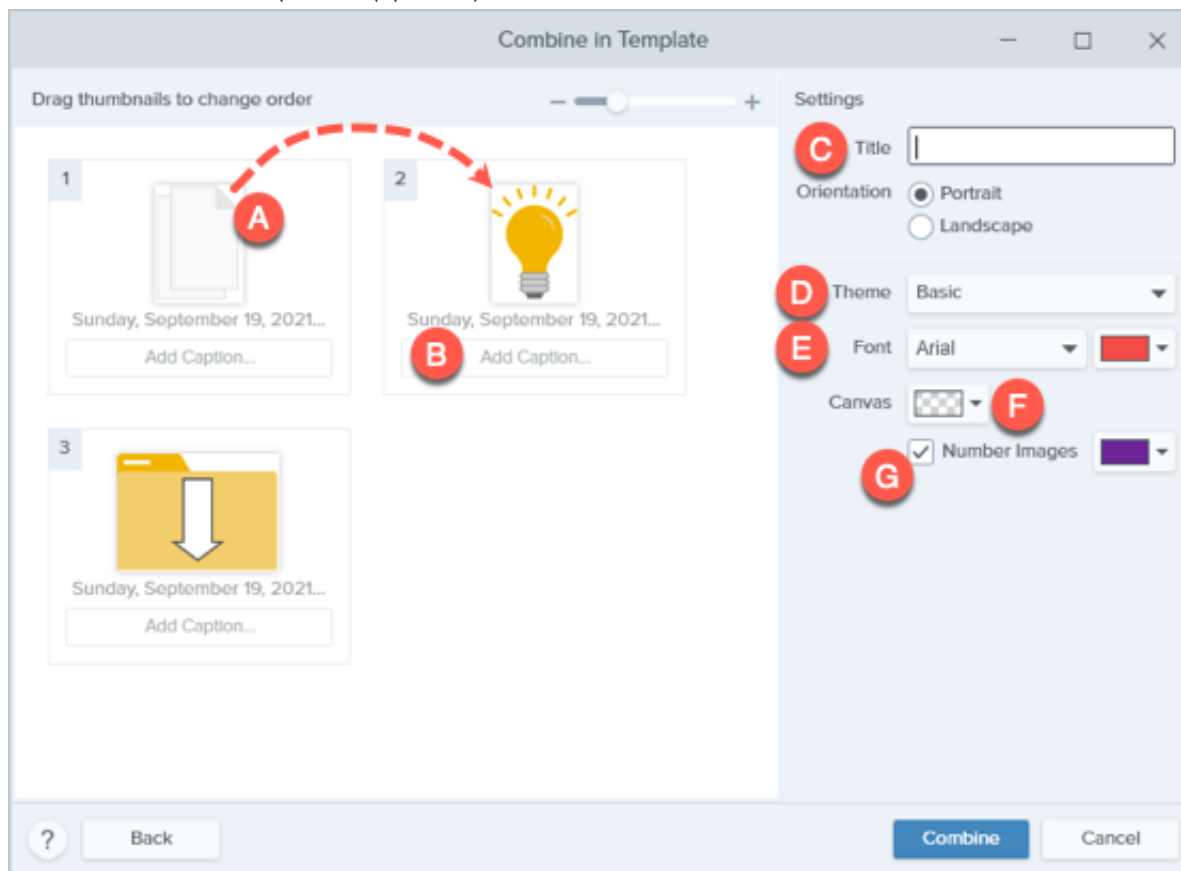 Combine in Template
Drag thumbnails to change order
Settings
C Title
Orientation Portrait
Landscape
1
A
Sunday, September 19, 2021...
Add Caption...
2
Sunday, September 19, 2021...
B Add Caption...
D Theme Basic
E Font Arial
Canvas F
G Number Images
3
Sunday, September 19, 2021...
Add Caption...
? Back Combine Cancel